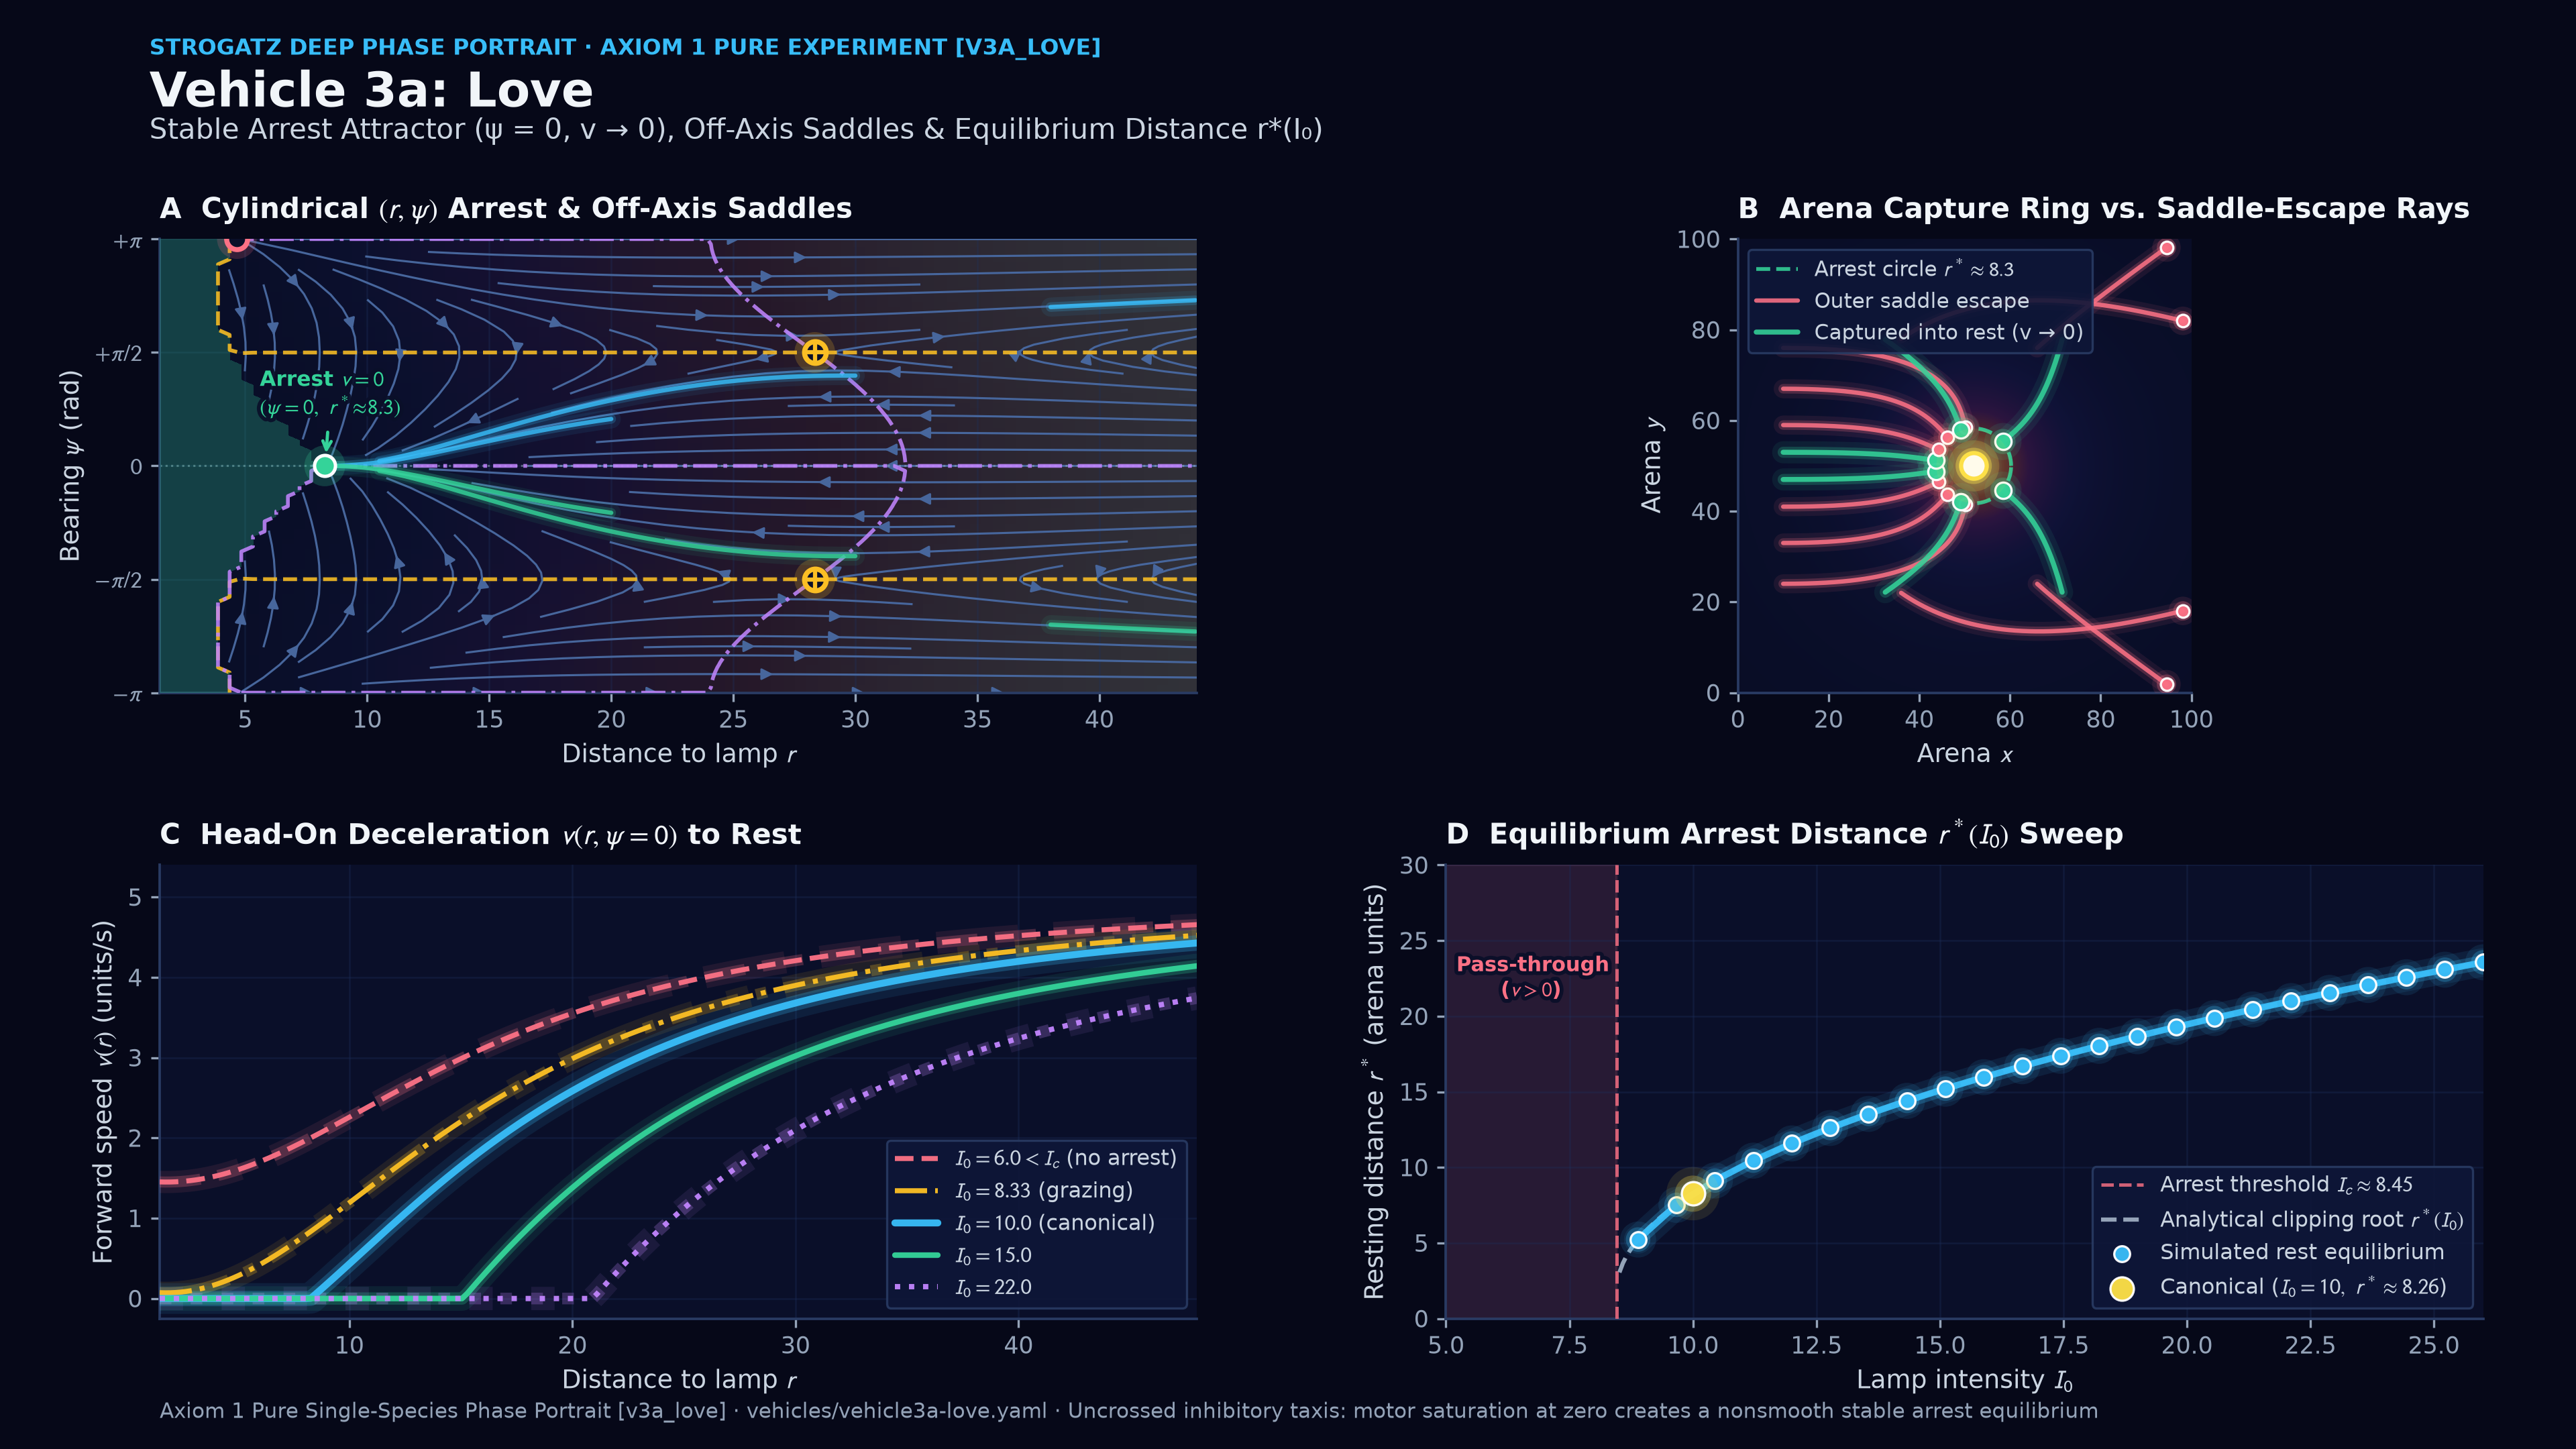 STROGATZ DEEP PHASE PORTRAIT · AXIOM 1 PURE EXPERIMENT [V3A_LOVE]
Vehicle 3a: Love
Stable Arrest Attractor (ψ = 0, v → 0), Off-Axis Saddles & Equilibrium Distance r*(I₀)
A Cylindrical (r, ψ) Arrest & Off-Axis Saddles
+π
+π/2
0
−π/2
−π
Bearing ψ (rad)
Arrest v = 0
(ψ = 0, r* ≈ 8.3)
5 10 15 20 25 30 35 40
Distance to lamp r
B Arena Capture Ring vs. Saddle-Escape Rays
100
80
60
40
20
0
Arena y
Arrest circle r* ≈ 8.3
Outer saddle escape
Captured into rest (v → 0)
0 20 40 60 80 100
Arena x
C Head-On Deceleration v(r, ψ = 0) to Rest
5
4
3
2
1
0
Forward speed v(r) (units/s)
I₀ = 6.0 < I_c (no arrest)
I₀ = 8.33 (grazing)
I₀ = 10.0 (canonical)
I₀ = 15.0
I₀ = 22.0
10 20 30 40
Distance to lamp r
D Equilibrium Arrest Distance r*(I₀) Sweep
30
25
20
15
10
5
0
Resting distance r* (arena units)
Pass-through
(v > 0)
Arrest threshold I_c ≈ 8.45
Analytical clipping root r*(I₀)
Simulated rest equilibrium
Canonical (I₀ = 10, r* ≈ 8.26)
5.0 7.5 10.0 12.5 15.0 17.5 20.0 22.5 25.0
Lamp intensity I₀
Axiom 1 Pure Single-Species Phase Portrait [v3a_love] · vehicles/vehicle3a-love.yaml · Uncrossed inhibitory taxis: motor saturation at zero creates a nonsmooth stable arrest equilibrium